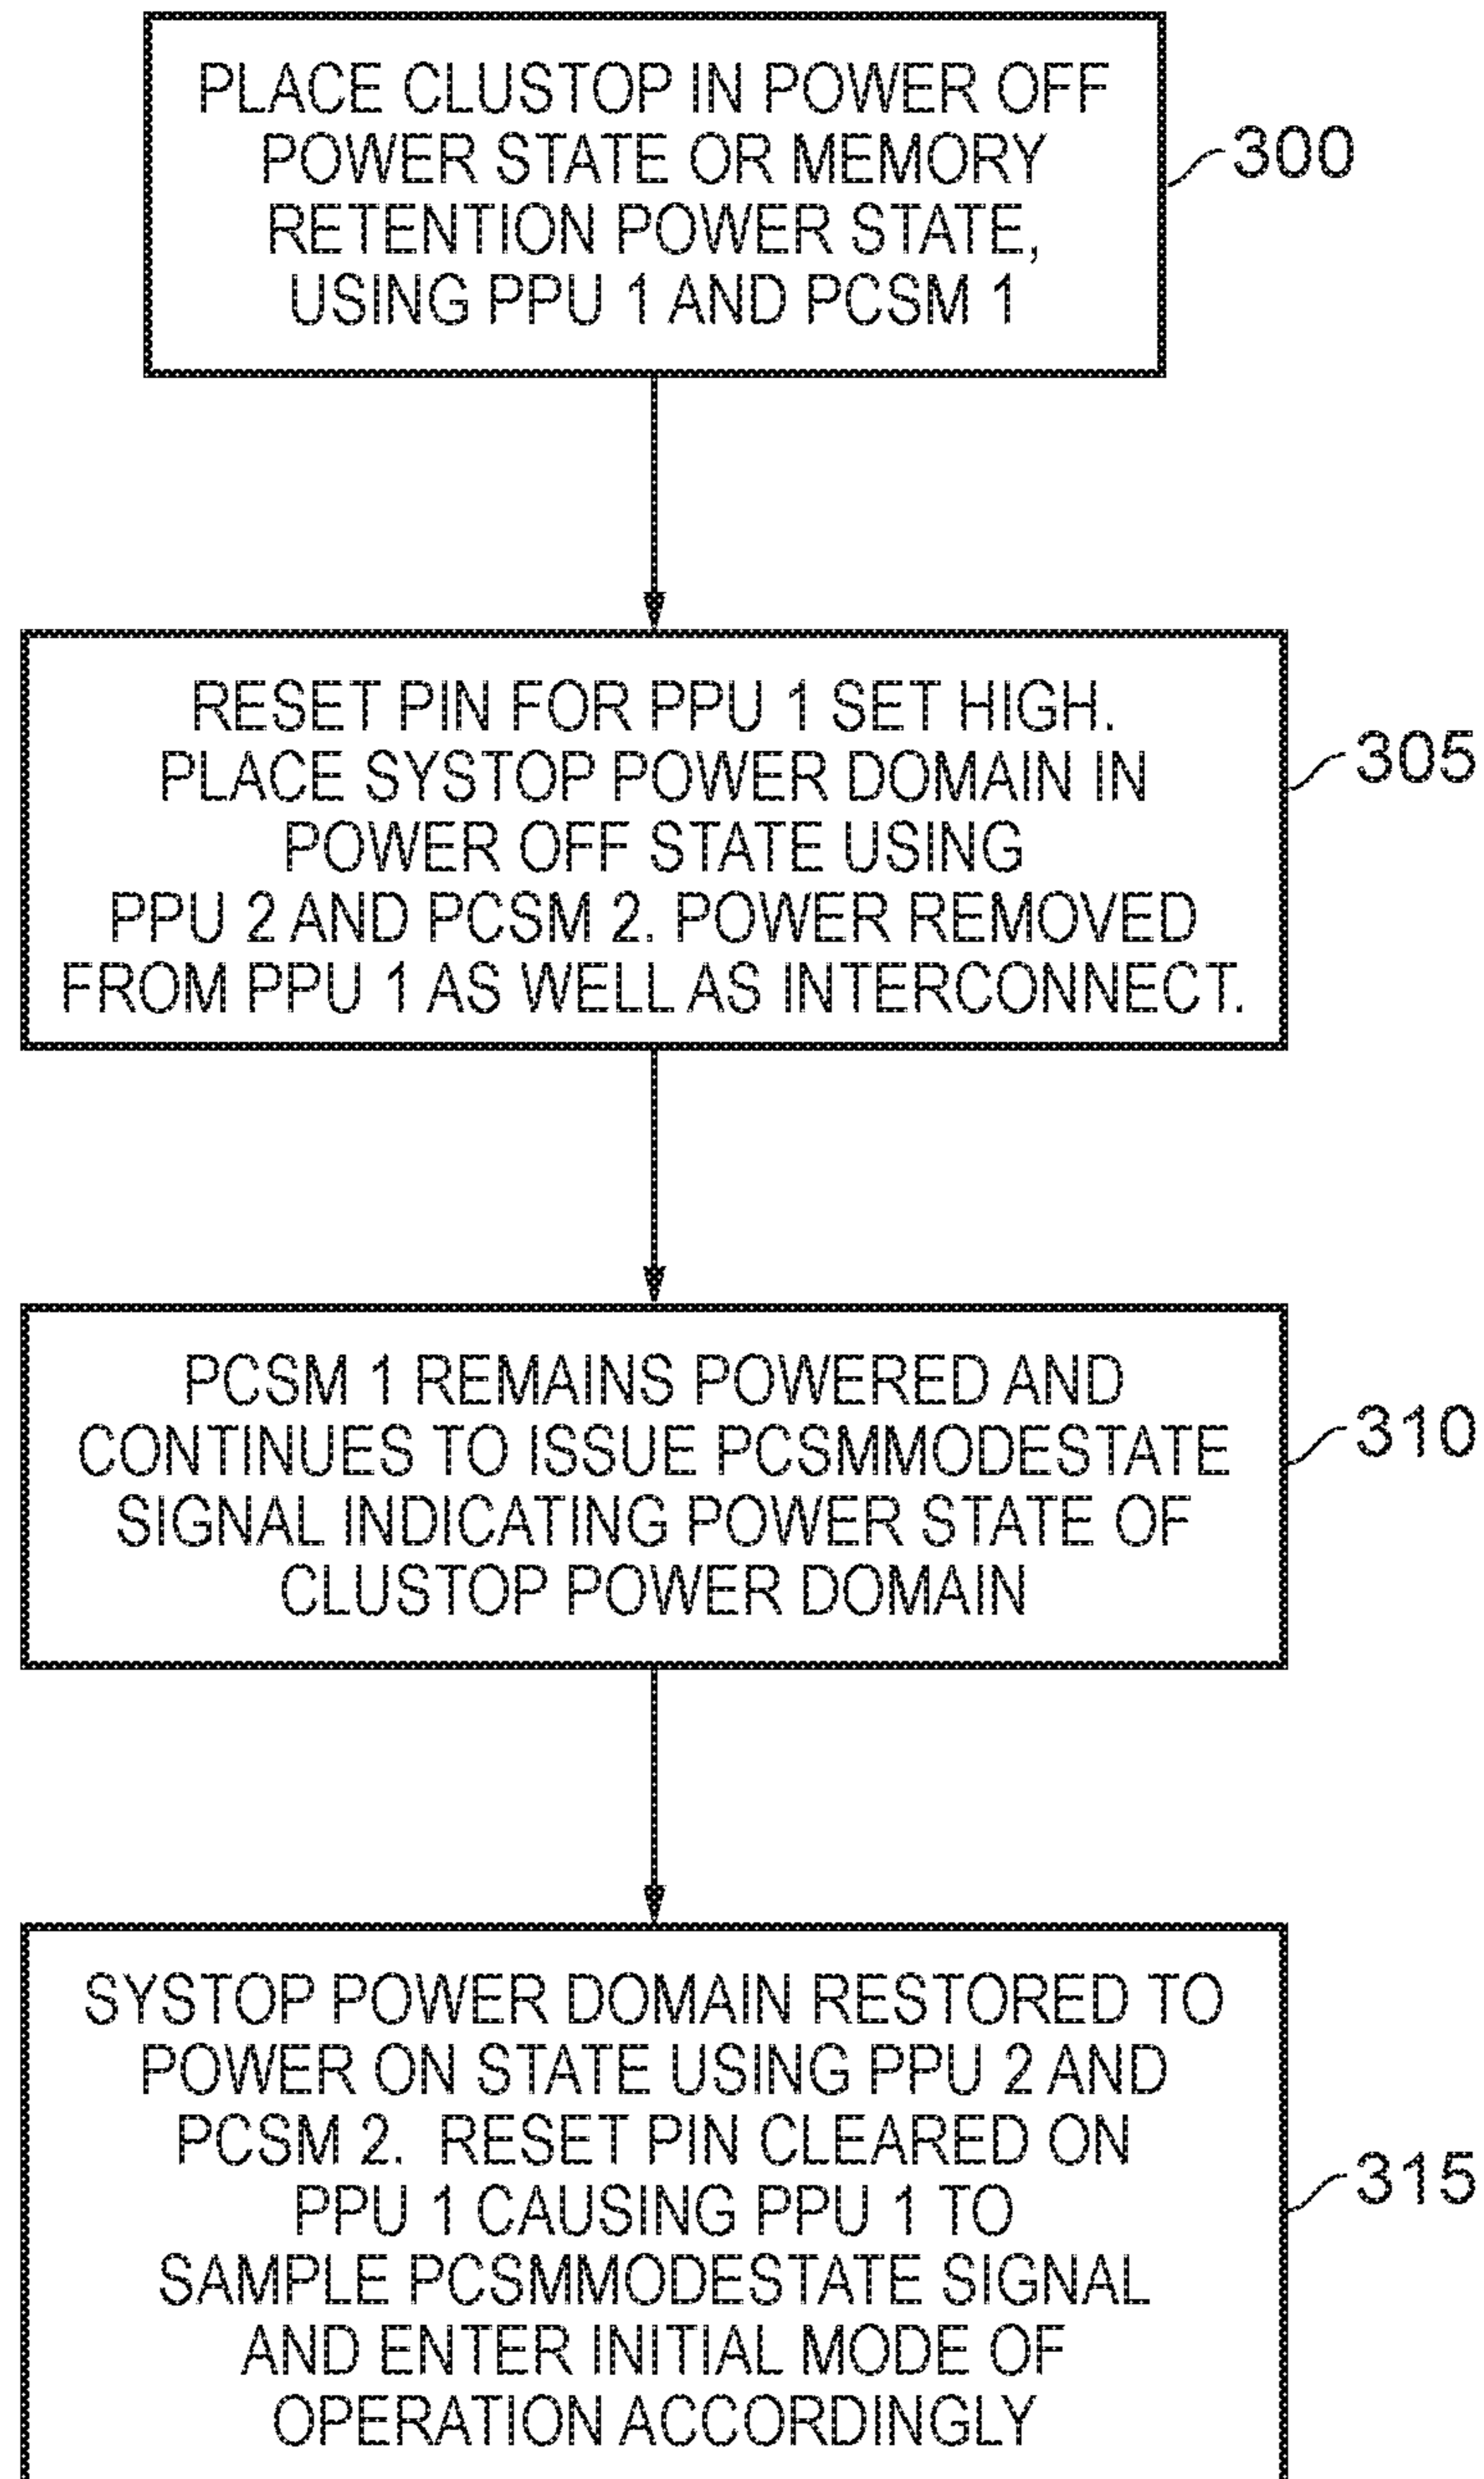 PLACE CLUSTOP IN POWER OFF
POWER STATE OR MEMORY
RETENTION POWER STATE,
USING PPU 1 AND PCSM 1
300
RESET PIN FOR PPU 1 SET HIGH.
PLACE SYSTOP POWER DOMAIN IN
POWER OFF STATE USING
PPU 2 AND PCSM 2. POWER REMOVED
FROM PPU 1 AS WELL AS INTERCONNECT.
305
PCSM 1 REMAINS POWERED AND
CONTINUES TO ISSUE PCSMMODESTATE
SIGNAL INDICATING POWER STATE OF
CLUSTOP POWER DOMAIN
310
SYSTOP POWER DOMAIN RESTORED TO
POWER ON STATE USING PPU 2 AND
PCSM 2. RESET PIN CLEARED ON
PPU 1 CAUSING PPU 1 TO
SAMPLE PCSMMODESTATE SIGNAL
AND ENTER INITIAL MODE OF
OPERATION ACCORDINGLY
315